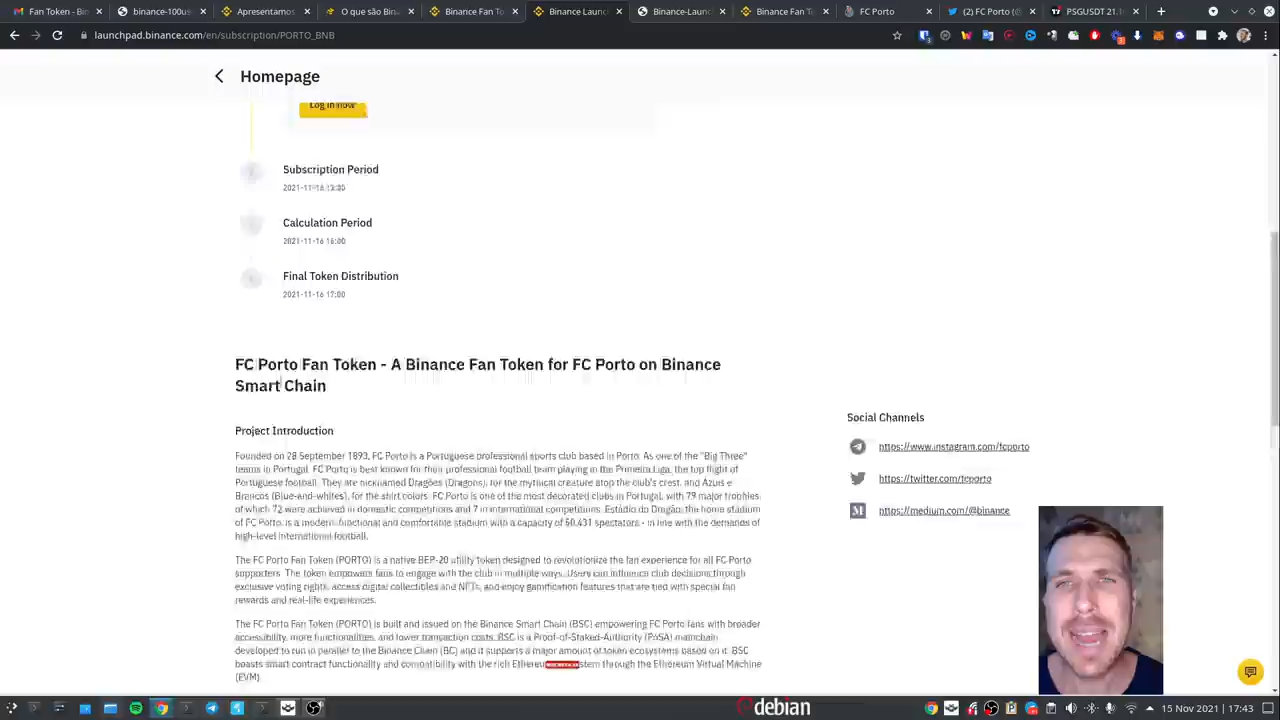 Fan Token - Bi
binance-100us
Apresentamos
O que são Bina
Binance Fan To
Binance Launc
Binance-Launch
Binance Fan Te
FC Porto
(2) FC Porto (@
PSGUSDT 21.
launchpad.binance.com/en/subscription/PORTO_BNB
Homepage
Log in now
Subscription Period
2021-11-16
Calculation Period
2021-11-16 16:00
Final Token Distribution
2021-11-16 17:00
FC Porto Fan Token - A Binance Fan Token for FC Porto on Binance
Smart Chain
Project Introduction
Founded on 28 September 1893, FC Porto is a Portuguese professional sports club based in Porto. As one of the "Big Three"
teams in Portugal, FC Porto is best known for their professional football team playing in the Primeira Liga, the top flight of
Portuguese football. They are nicknamed Dragões (Dragons), for the mythical creature atop the club's crest, and Azuis e
Brancos (Blue-and-whites), for the shirt colors. FC Porto is one of the most decorated clubs in Portugal, with 79 major trophies,
of which 72 were achieved in domestic competitions and 7 in international competitions. Estádio do Dragão, the home stadium
of FC Porto, is a modern, functional and comfortable stadium with a capacity of 50,431 spectators - in line with the demands of
high-level international football.
The FC Porto Fan Token (PORTO) is a native BEP-20 utility token designed to revolutionize the fan experience for all FC Porto
supporters. The token empowers fans to engage with the club in multiple ways. Users can influence club decisions through
exclusive voting rights, access digital collectibles and NFTs, and enjoy gamification features that are tied with special fan
rewards and real-life experiences.
The FC Porto Fan Token (PORTO) is built and issued on the Binance Smart Chain (BSC) empowering FC Porto fans with broader
accessibility, more functionalities, and lower transaction costs. BSC is a Proof-of-Staked-Authority (PoSA) mainchain
developed to run in parallel to the Binance Chain (BC) and it supports a major amount of token ecosystems based on it. BSC
boasts smart contract functionality and compatibility with the rich through the Ethereum Virtual Machine
(EVM).
Social Channels
https://www.instagram.com/fcporto
https://twitter.com/fcporto
https://medium.com/@binance
debian
15 Nov 2021
17:43